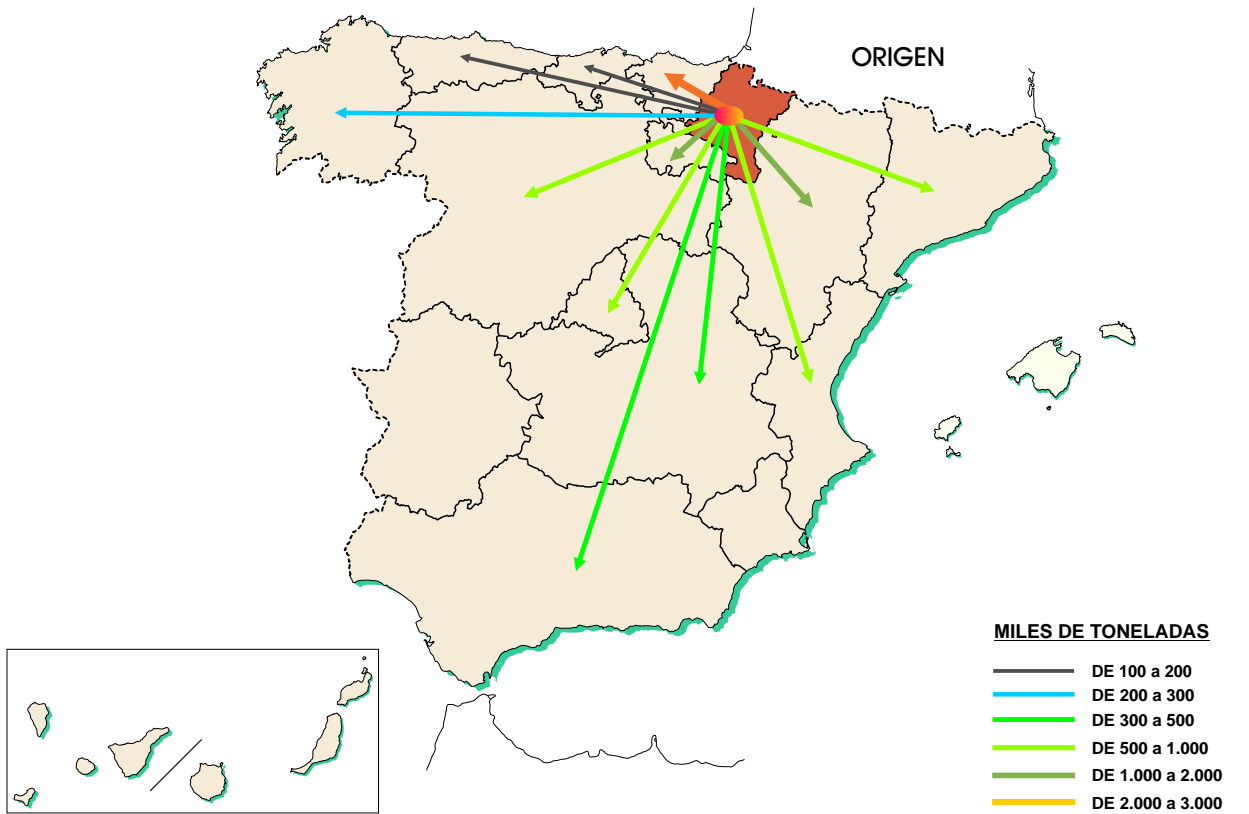 ORIGEN
MILES DE TONELADAS
DE 100 a 200
DE 200 a 300
DE 300 a 500
DE 500 a 1.000
DE 1.000 a 2.000
DE 2.000 a 3.000